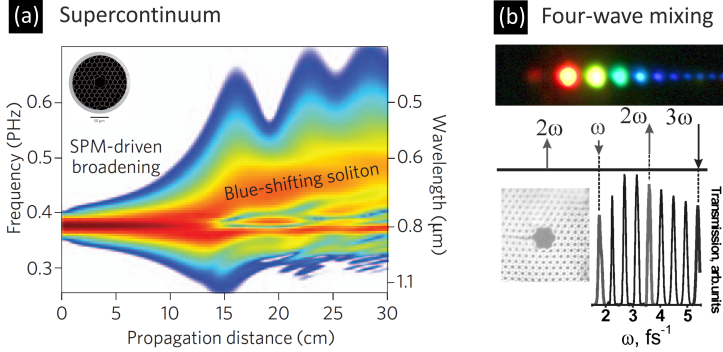 (a) Supercontinuum
Frequency (PHz)
0.6
0.5
0.4
0.3
SPM-driven
broadening
Blue-shifting soliton
0.5
0.6
0.8
1.1
Wavelength (μm)
0 5 10 15 20 25 30
Propagation distance (cm)
(b) Four-wave mixing
2ω ω 2ω 3ω
Transmission, arb.units
2 3 4 5
ω, fs⁻¹